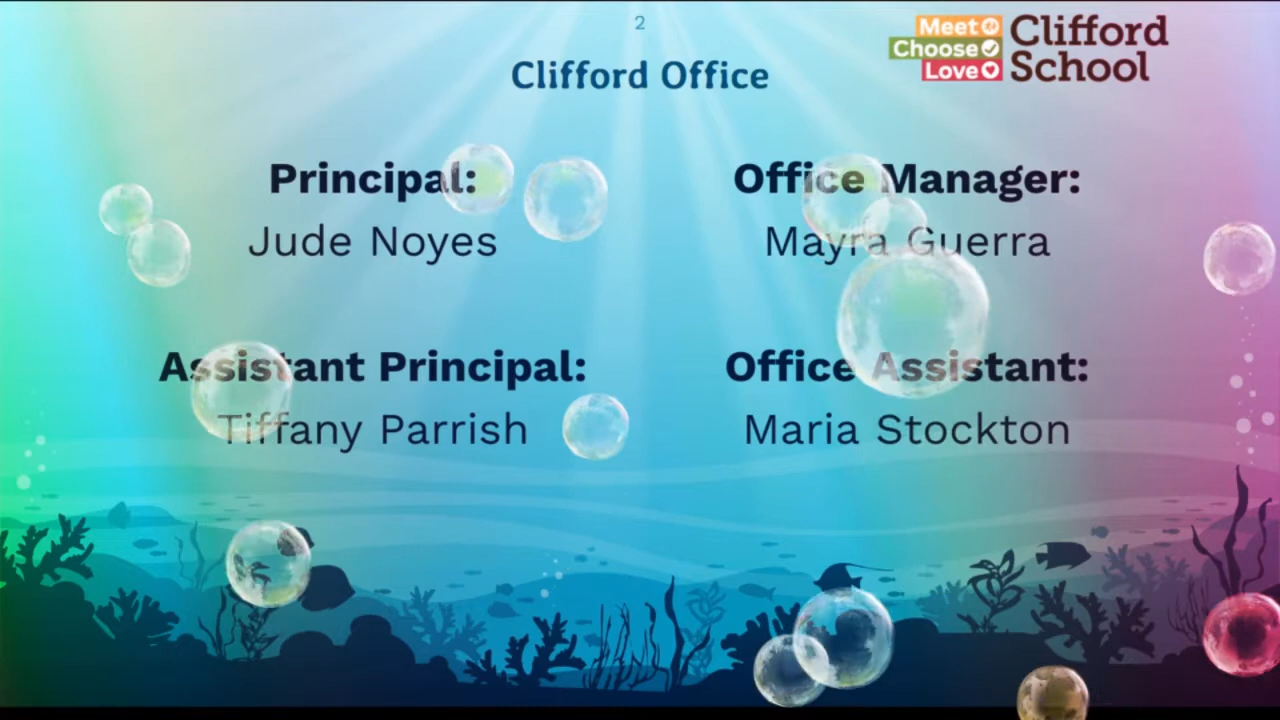 2
Meet
Choose
Love
Clifford
School
Clifford Office
Principal:
Jude Noyes
Office Manager:
Mayra Guerra
Assistant Principal:
Tiffany Parrish
Office Assistant:
Maria Stockton